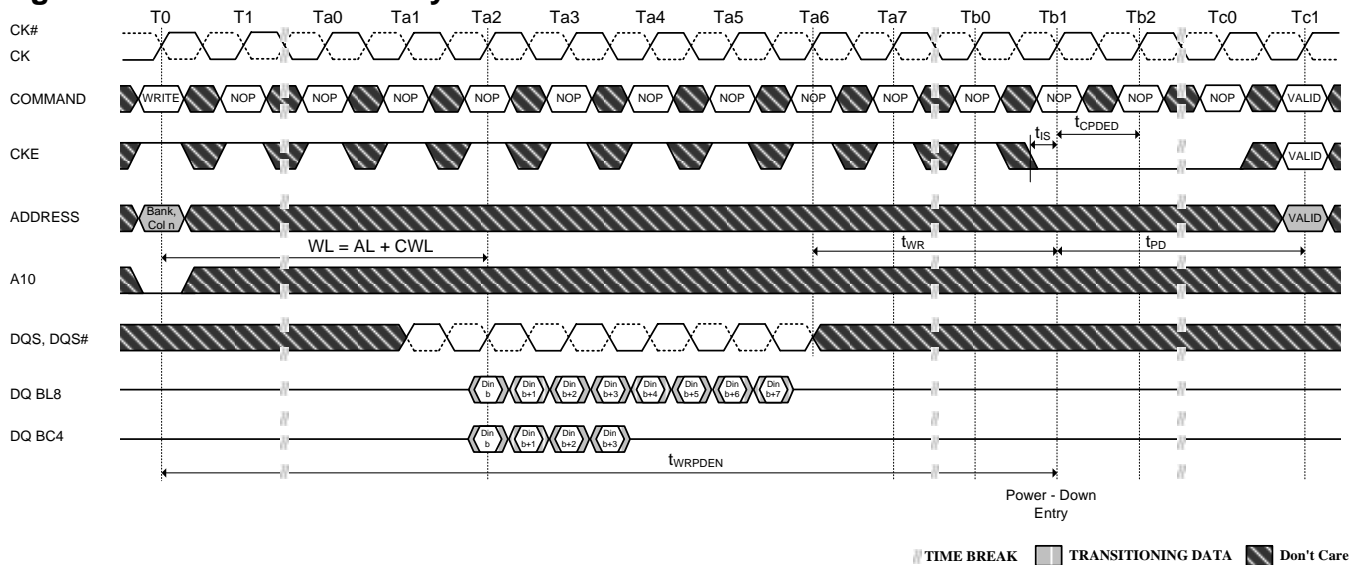 T0 T1 Ta0 Ta1 Ta2 Ta3 Ta4 Ta5 Ta6 Ta7 Tb0 Tb1 Tb2 Tc0 Tc1
CK#
CK
COMMAND WRITE NOP NOP NOP NOP NOP NOP NOP NOP NOP NOP NOP NOP NOP VALID
tIS tCPDED
CKE VALID
ADDRESS Bank, Col n VALID
WL = AL + CWL tWR tPD
A10
DQS, DQS#
DQ BL8 Din b Din b+1 Din b+2 Din b+3 Din b+4 Din b+5 Din b+6 Din b+7
DQ BC4 Din b Din b+1 Din b+2 Din b+3
tWRPDEN
Power - Down
Entry
TIME BREAK TRANSITIONING DATA Don't Care